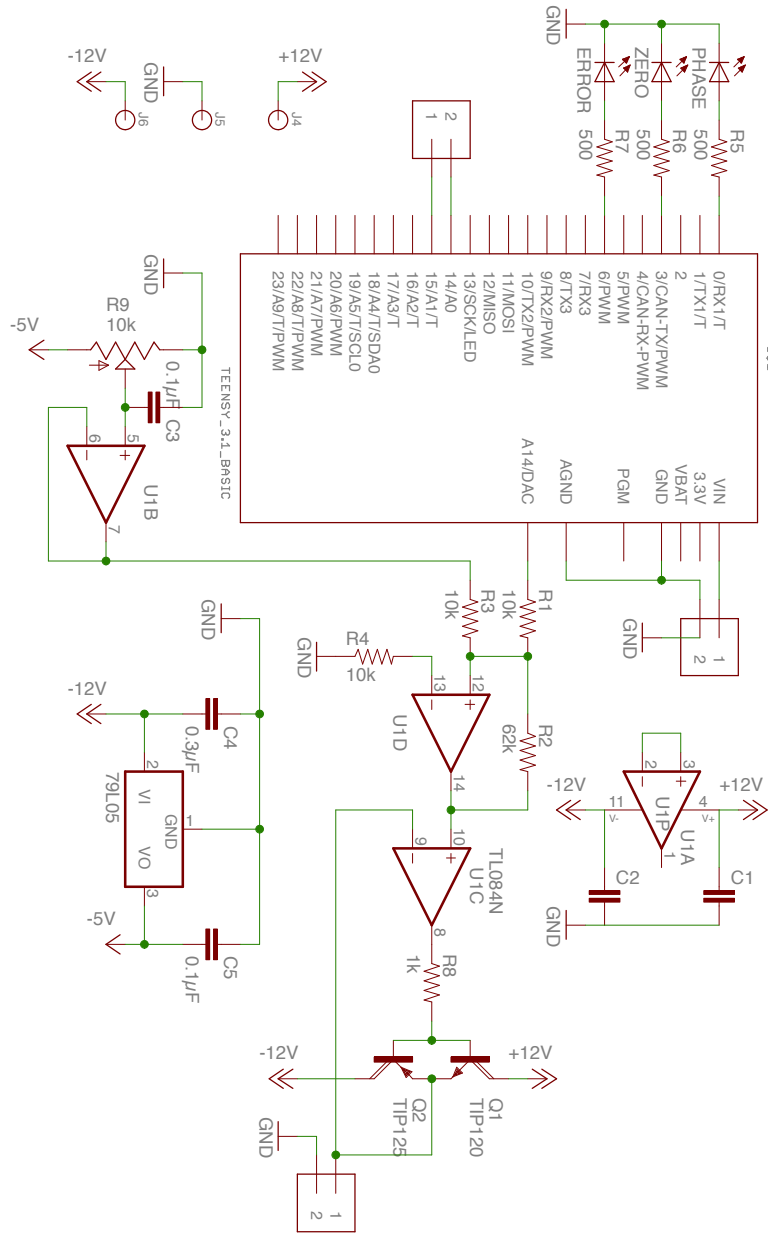 -12V
GND
+12V
J6
J5
J4
GND
ERROR
ZERO
PHASE
R7
500
R6
500
R5
500
1
2
0/RX1/T
1/TX1/T
2
3/CAN-TX/PWM
4/CAN-RX-PWM
5/PWM
6/PWM
7/RX3
8/TX3
9/RX2/PWM
10/TX2/PWM
11/MOSI
12/MISO
13/SCK/LED
14/A0
15/A1/T
16/A2/T
17/A3/T
18/A4/T/SDA0
19/A5/T/SCL0
20/A6/PWM
21/A7/PWM
22/A8/T/PWM
23/A9/T/PWM
VIN
3.3V
VBAT
GND
PGM
AGND
A14/DAC
TEENSY_3.1_BASIC
GND
R9
10k
-5V
0.1µF
C3
6
5
7
U1B
R3
10k
R1
10k
GND
1
2
GND
R4
10k
13
12
14
U1D
R2
62k
GND
-12V
C4
0.3µF
2
VI
GND
1
VO
3
79L05
-5V
C5
0.1µF
-12V
+12V
2
3
11
V-
4
V+
U1P
U1A
1
C2
C1
GND
9
10
8
TL084N
U1C
R8
1k
-12V
+12V
Q2
TIP125
Q1
TIP120
GND
1
2